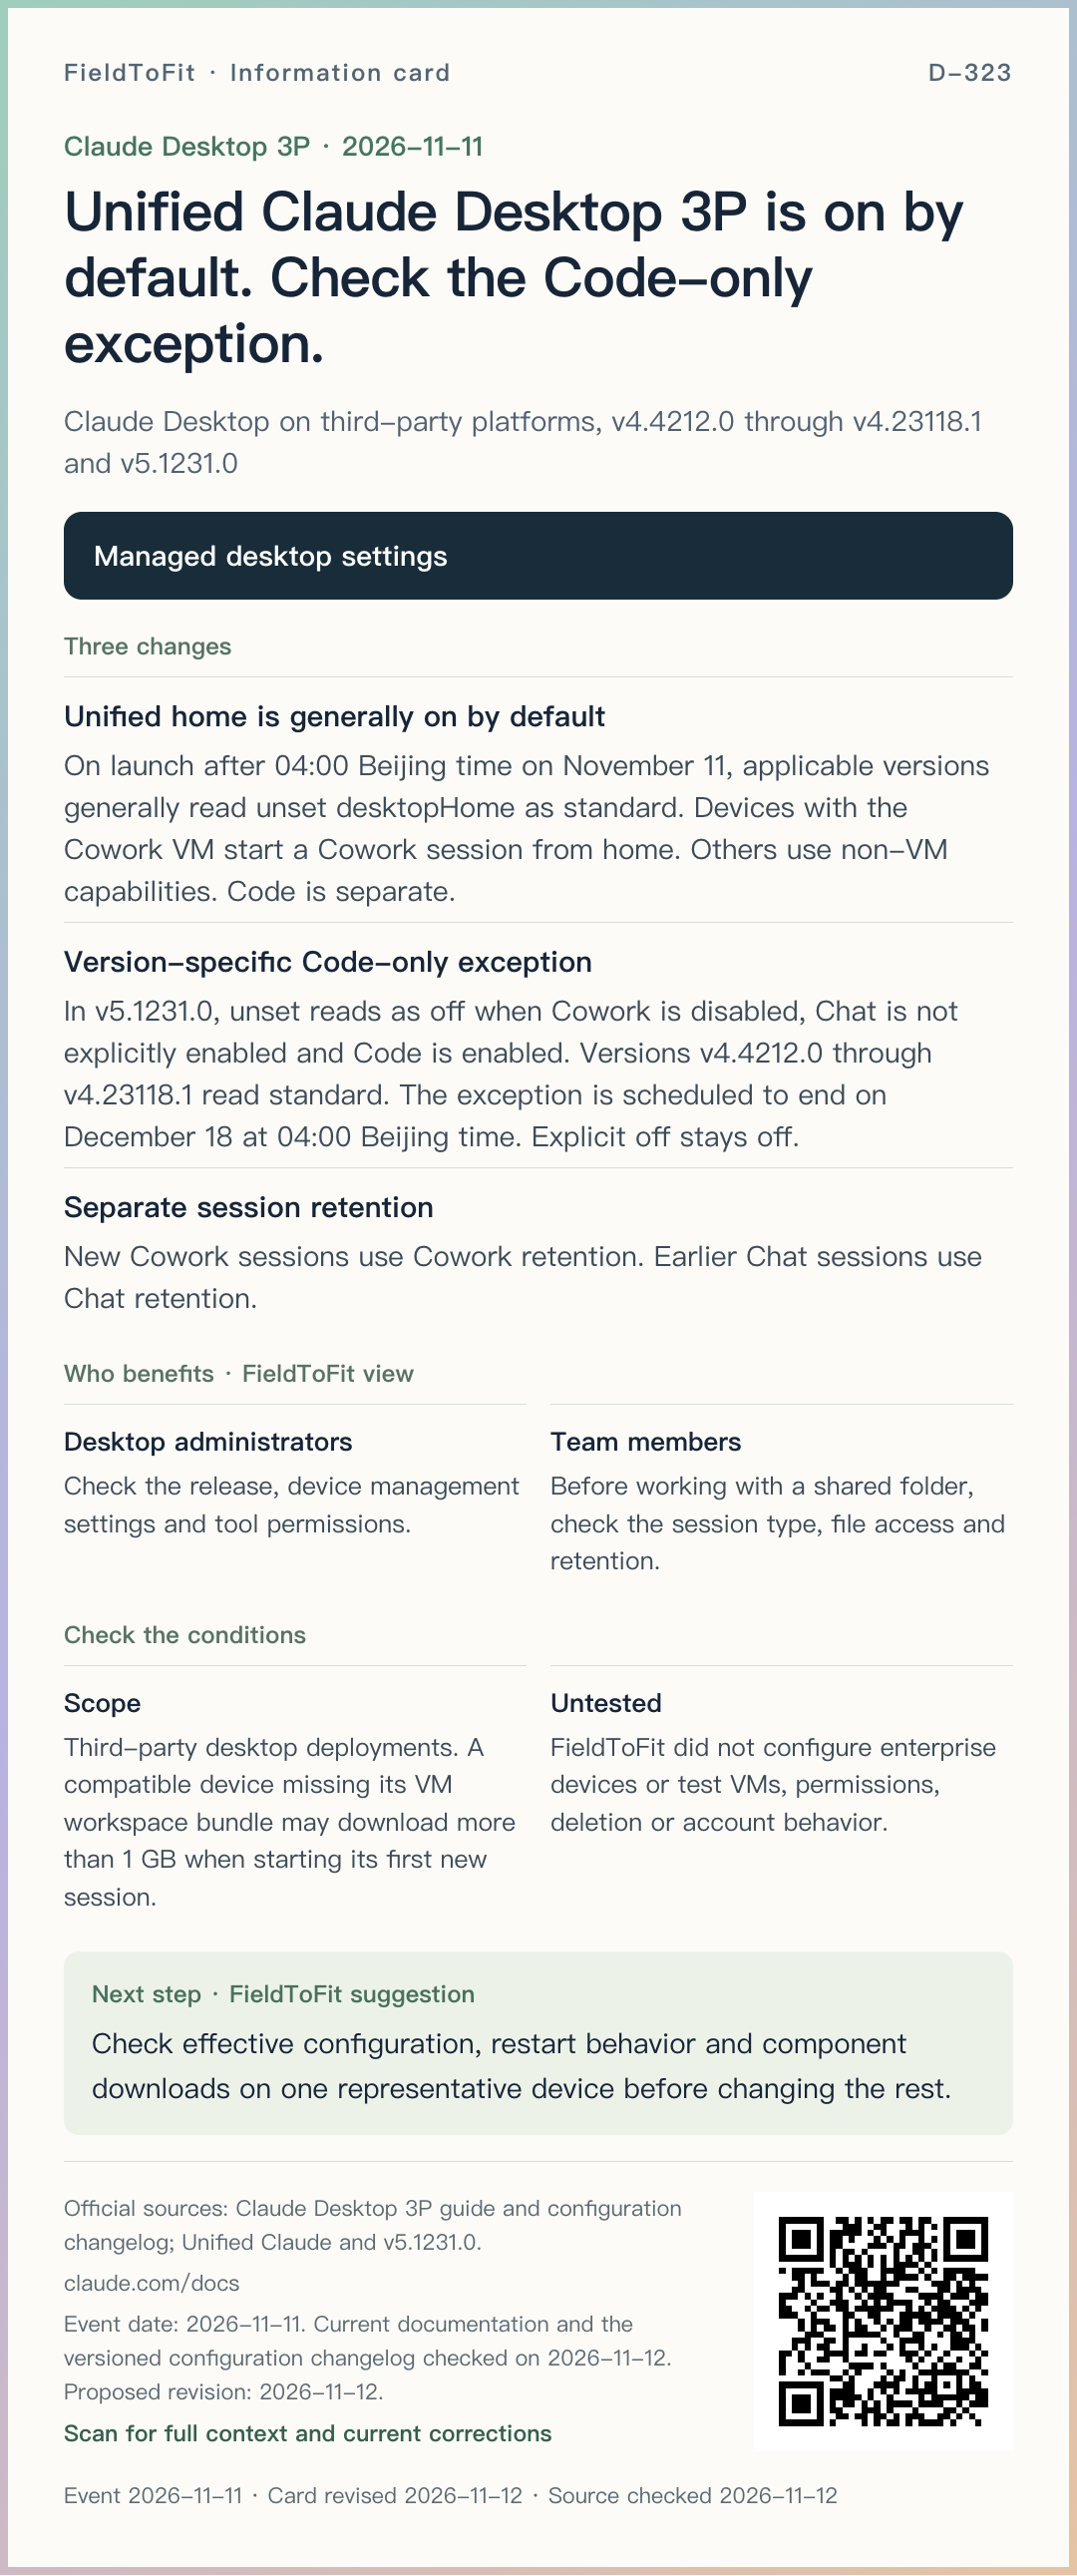 FieldToFit · Information card
D-323
Claude Desktop 3P · 2026-11-11
Unified Claude Desktop 3P is on by
default. Check the Code-only
exception.
Claude Desktop on third-party platforms, v4.4212.0 through v4.23118.1
and v5.1231.0
Managed desktop settings
Three changes
Unified home is generally on by default
On launch after 04:00 Beijing time on November 11, applicable versions
generally read unset desktopHome as standard. Devices with the
Cowork VM start a Cowork session from home. Others use non-VM
capabilities. Code is separate.
Version-specific Code-only exception
In v5.1231.0, unset reads as off when Cowork is disabled, Chat is not
explicitly enabled and Code is enabled. Versions v4.4212.0 through
v4.23118.1 read standard. The exception is scheduled to end on
December 18 at 04:00 Beijing time. Explicit off stays off.
Separate session retention
New Cowork sessions use Cowork retention. Earlier Chat sessions use
Chat retention.
Who benefits · FieldToFit view
Desktop administrators
Check the release, device management
settings and tool permissions.
Team members
Before working with a shared folder,
check the session type, file access and
retention.
Check the conditions
Scope
Third-party desktop deployments. A
compatible device missing its VM
workspace bundle may download more
than 1 GB when starting its first new
session.
Untested
FieldToFit did not configure enterprise
devices or test VMs, permissions,
deletion or account behavior.
Next step · FieldToFit suggestion
Check effective configuration, restart behavior and component
downloads on one representative device before changing the rest.
Official sources: Claude Desktop 3P guide and configuration
changelog; Unified Claude and v5.1231.0.
claude.com/docs
Event date: 2026-11-11. Current documentation and the
versioned configuration changelog checked on 2026-11-12.
Proposed revision: 2026-11-12.
Scan for full context and current corrections
Event 2026-11-11 · Card revised 2026-11-12 · Source checked 2026-11-12